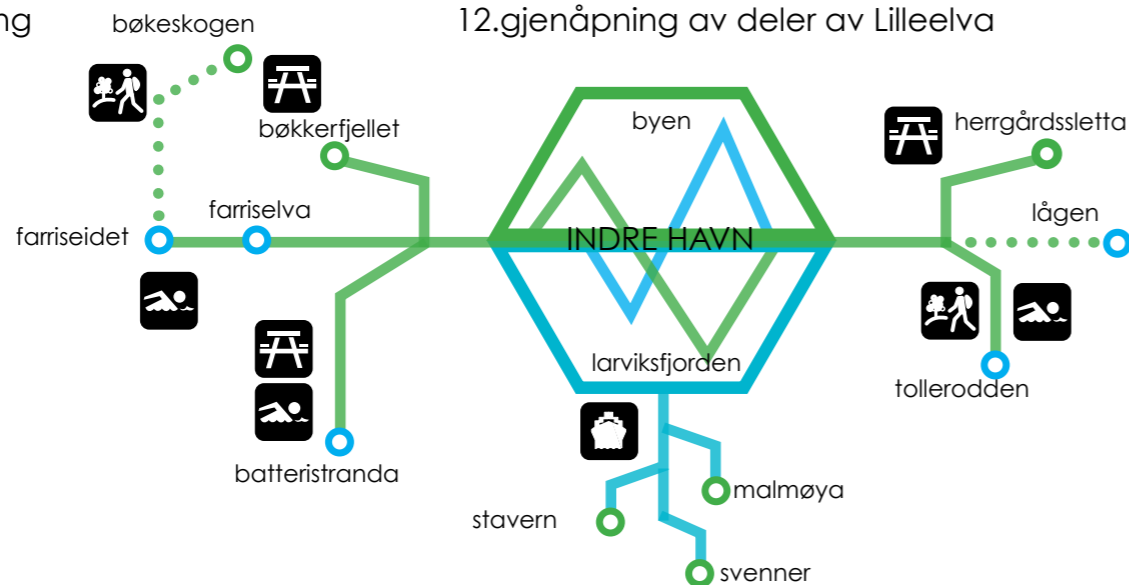 ng
12.gjenåpning av deler av Lilleelva
bøkeskogen
byen
herrgårdssletta
bøkkerfjellet
farriselva
lågen
farriseidet
INDRE HAVN
larviksfjorden
tollerodden
batteristranda
malmøya
stavern
svenner